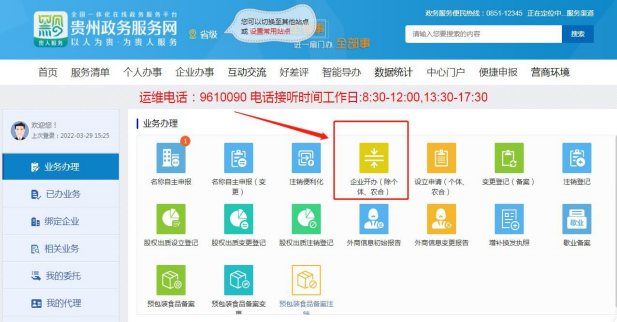 全国一体化在线政务服务平台
贵州政务服务网
贵人服务 以人为贵·为贵人服务
省级
您可以切换至其他站点
或 设置常用站点
一扇门办 全部事
政务服务便民热线：0851-12345 正在定位中...服务渠道
请输入您要搜索的内容 搜索
首页 服务清单 个人办事 企业办事 互动交流 好差评 智能导办 数据统计 中心门户 便捷申报 营商环境
运维电话：9610090 电话接听时间工作日:8:30-12:00,13:30-17:30
欢迎您！
上次登录：2022-03-29 15:25
业务办理
已办业务
绑定企业
相关业务
我的委托
我的代理
业务办理
1
名称自主申报 名称自主申报（变更） 注销便利化 企业开办（除个体、农合） 设立申请（个体、农合） 变更登记（备案） 注销登记
股权出质设立登记 股权出质变更登记 股权出质注销登记 外商信息初始报告 外商信息变更报告 增补换发执照 歇业 歇业备案
预包装食品备案 预包装食品备案变更 预包装食品备案注销